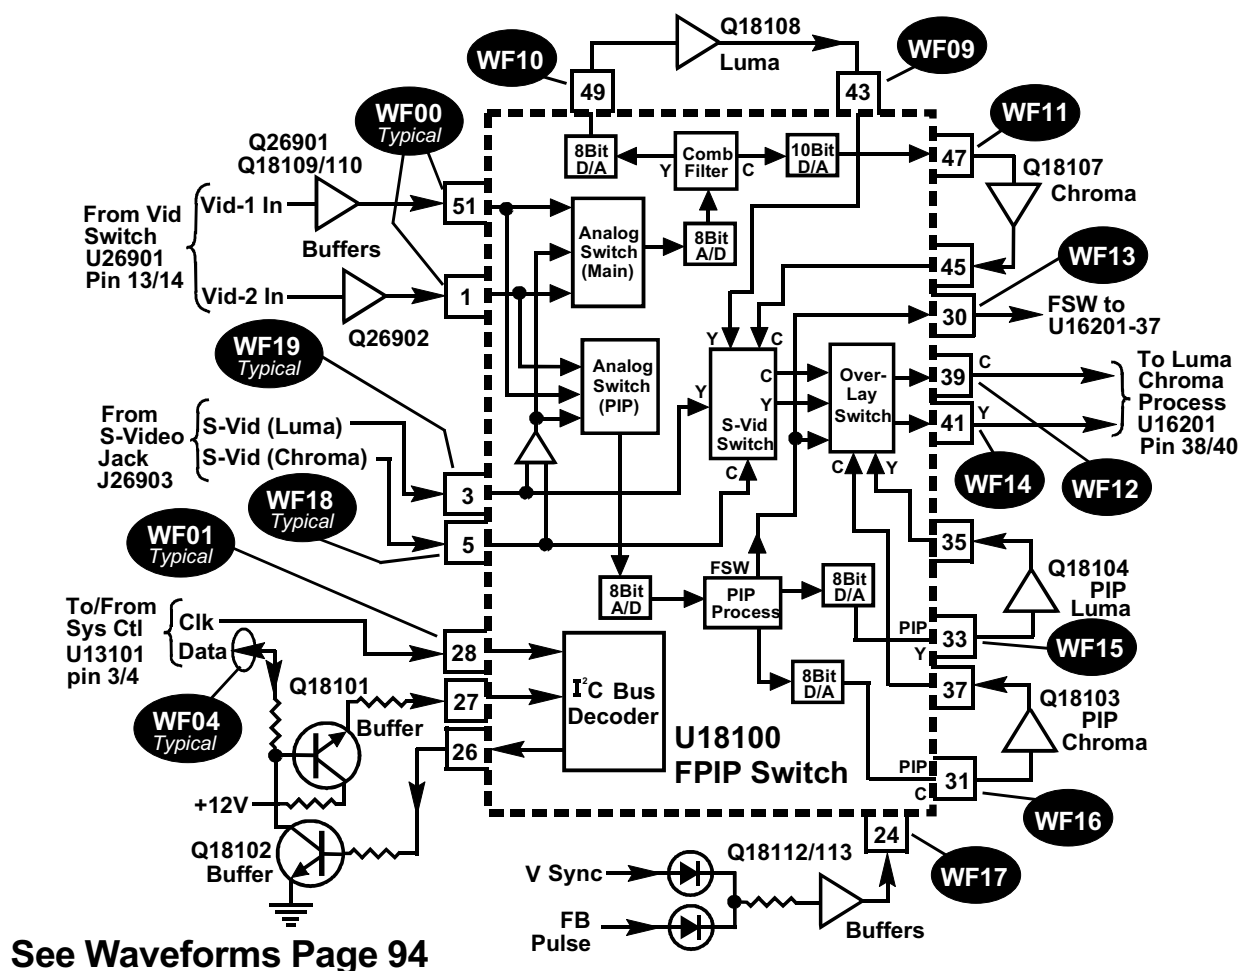 Q18108
Luma
WF10
WF09
49
43
WF00
Typical
WF11
Q26901
Q18109/110
8Bit
D/A
Y
Comb
Filter
C
10Bit
D/A
47
Q18107
Chroma
From Vid
Switch
U26901
Pin 13/14
Vid-1 In
51
Buffers
Analog
Switch
(Main)
8Bit
A/D
45
WF13
Vid-2 In
1
30
FSW to
U16201-37
Q26902
WF19
Typical
Y
C
Analog
Switch
(PIP)
Y
C
Y
S-Vid
Switch
C
Over-
Lay
Switch
C
Y
39
C
41
Y
To Luma
Chroma
Process
U16201
Pin 38/40
From
S-Video
Jack
J26903
S-Vid (Luma)
S-Vid (Chroma)
3
WF18
Typical
5
WF14
WF12
WF01
Typical
35
Q18104
PIP
Luma
FSW
8Bit
A/D
PIP
Process
8Bit
D/A
PIP
Y
33
WF15
To/From
Sys Ctl
U13101
pin 3/4
Clk
Data
28
37
Q18103
PIP
Chroma
WF04
Typical
Q18101
Buffer
27
26
I²C Bus
Decoder
8Bit
D/A
U18100
FPIP Switch
PIP
C
31
WF16
+12V
Q18102
Buffer
24
WF17
Q18112/113
V Sync
FB
Pulse
Buffers
See Waveforms Page 94